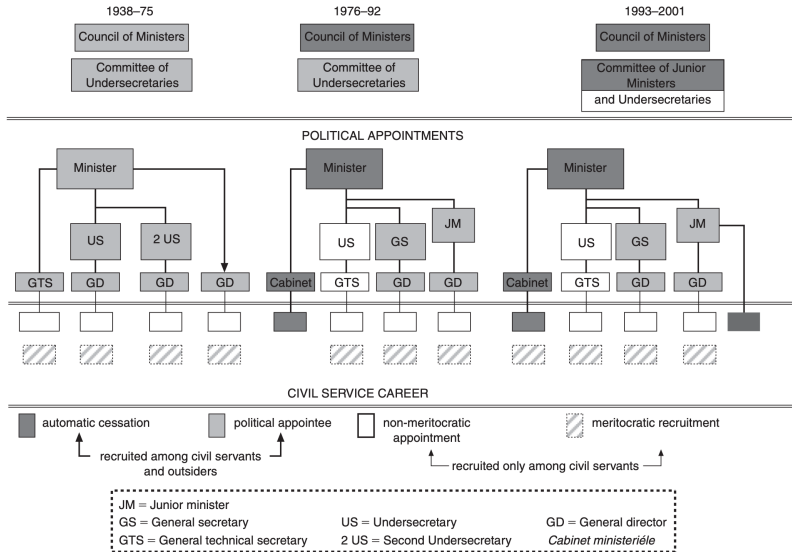 1938–75
1976–92
1993–2001
Council of Ministers
Council of Ministers
Council of Ministers
Committee of
Undersecretaries
Committee of
Undersecretaries
Committee of Junior
Ministers
and Undersecretaries
POLITICAL APPOINTMENTS
Minister
Minister
Minister
US
2 US
US
GS
JM
US
GS
JM
GTS
GD
GD
GD
Cabinet
GTS
GD
GD
Cabinet
GTS
GD
GD
CIVIL SERVICE CAREER
automatic cessation
political appointee
non-meritocratic
appointment
meritocratic recruitment
recruited among civil servants
and outsiders
recruited only among civil servants
JM = Junior minister
GS = General secretary
US = Undersecretary
GD = General director
GTS = General technical secretary
2 US = Second Undersecretary
Cabinet ministeriéle